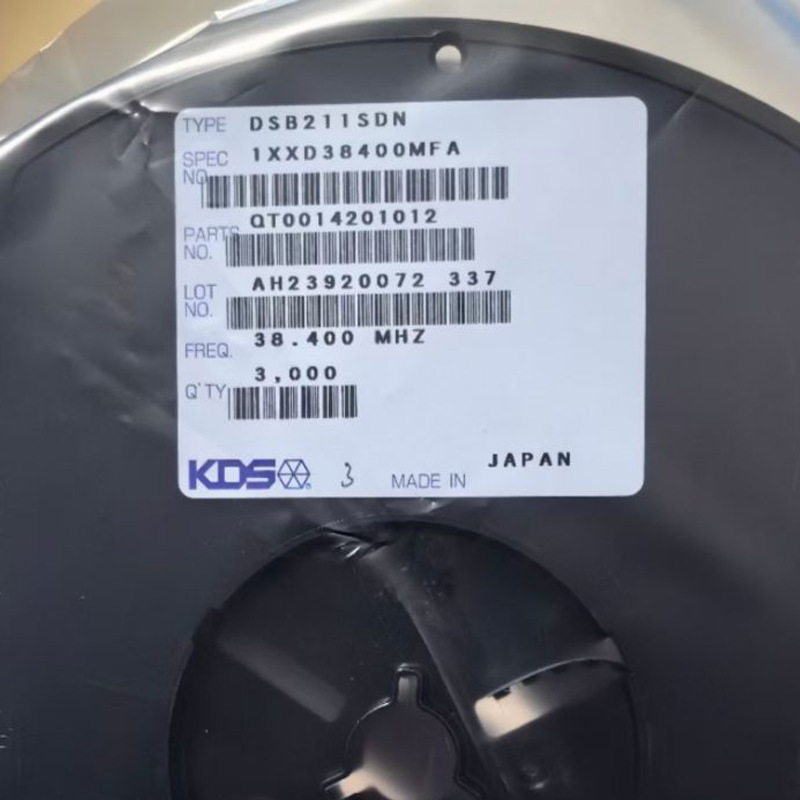 TYPE DSB211SDN
SPEC NO. 1XXD38400MFA
PARTS NO. QT0014201012
LOT NO. AH23920072 337
FREQ. 38.400 MHZ
Q'TY 3,000
KDS ® 3 MADE IN JAPAN